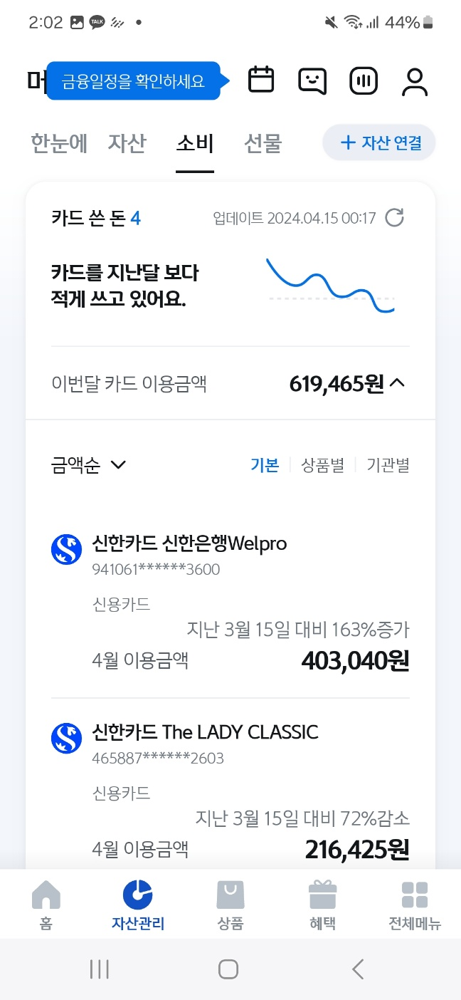 2:02 TALK 44%
머
금융일정을 확인하세요
한눈에 자산 소비 선물 + 자산 연결
카드 쓴 돈 4 업데이트 2024.04.15 00:17
카드를 지난달 보다
적게 쓰고 있어요.
이번달 카드 이용금액 619,465원
금액순 기본 상품별 기관별
신한카드 신한은행Welpro
941061******3600
신용카드
지난 3월 15일 대비 163%증가
4월 이용금액 403,040원
신한카드 The LADY CLASSIC
465887******2603
신용카드
지난 3월 15일 대비 72%감소
4월 이용금액 216,425원
홈 자산관리 상품 혜택 전체메뉴